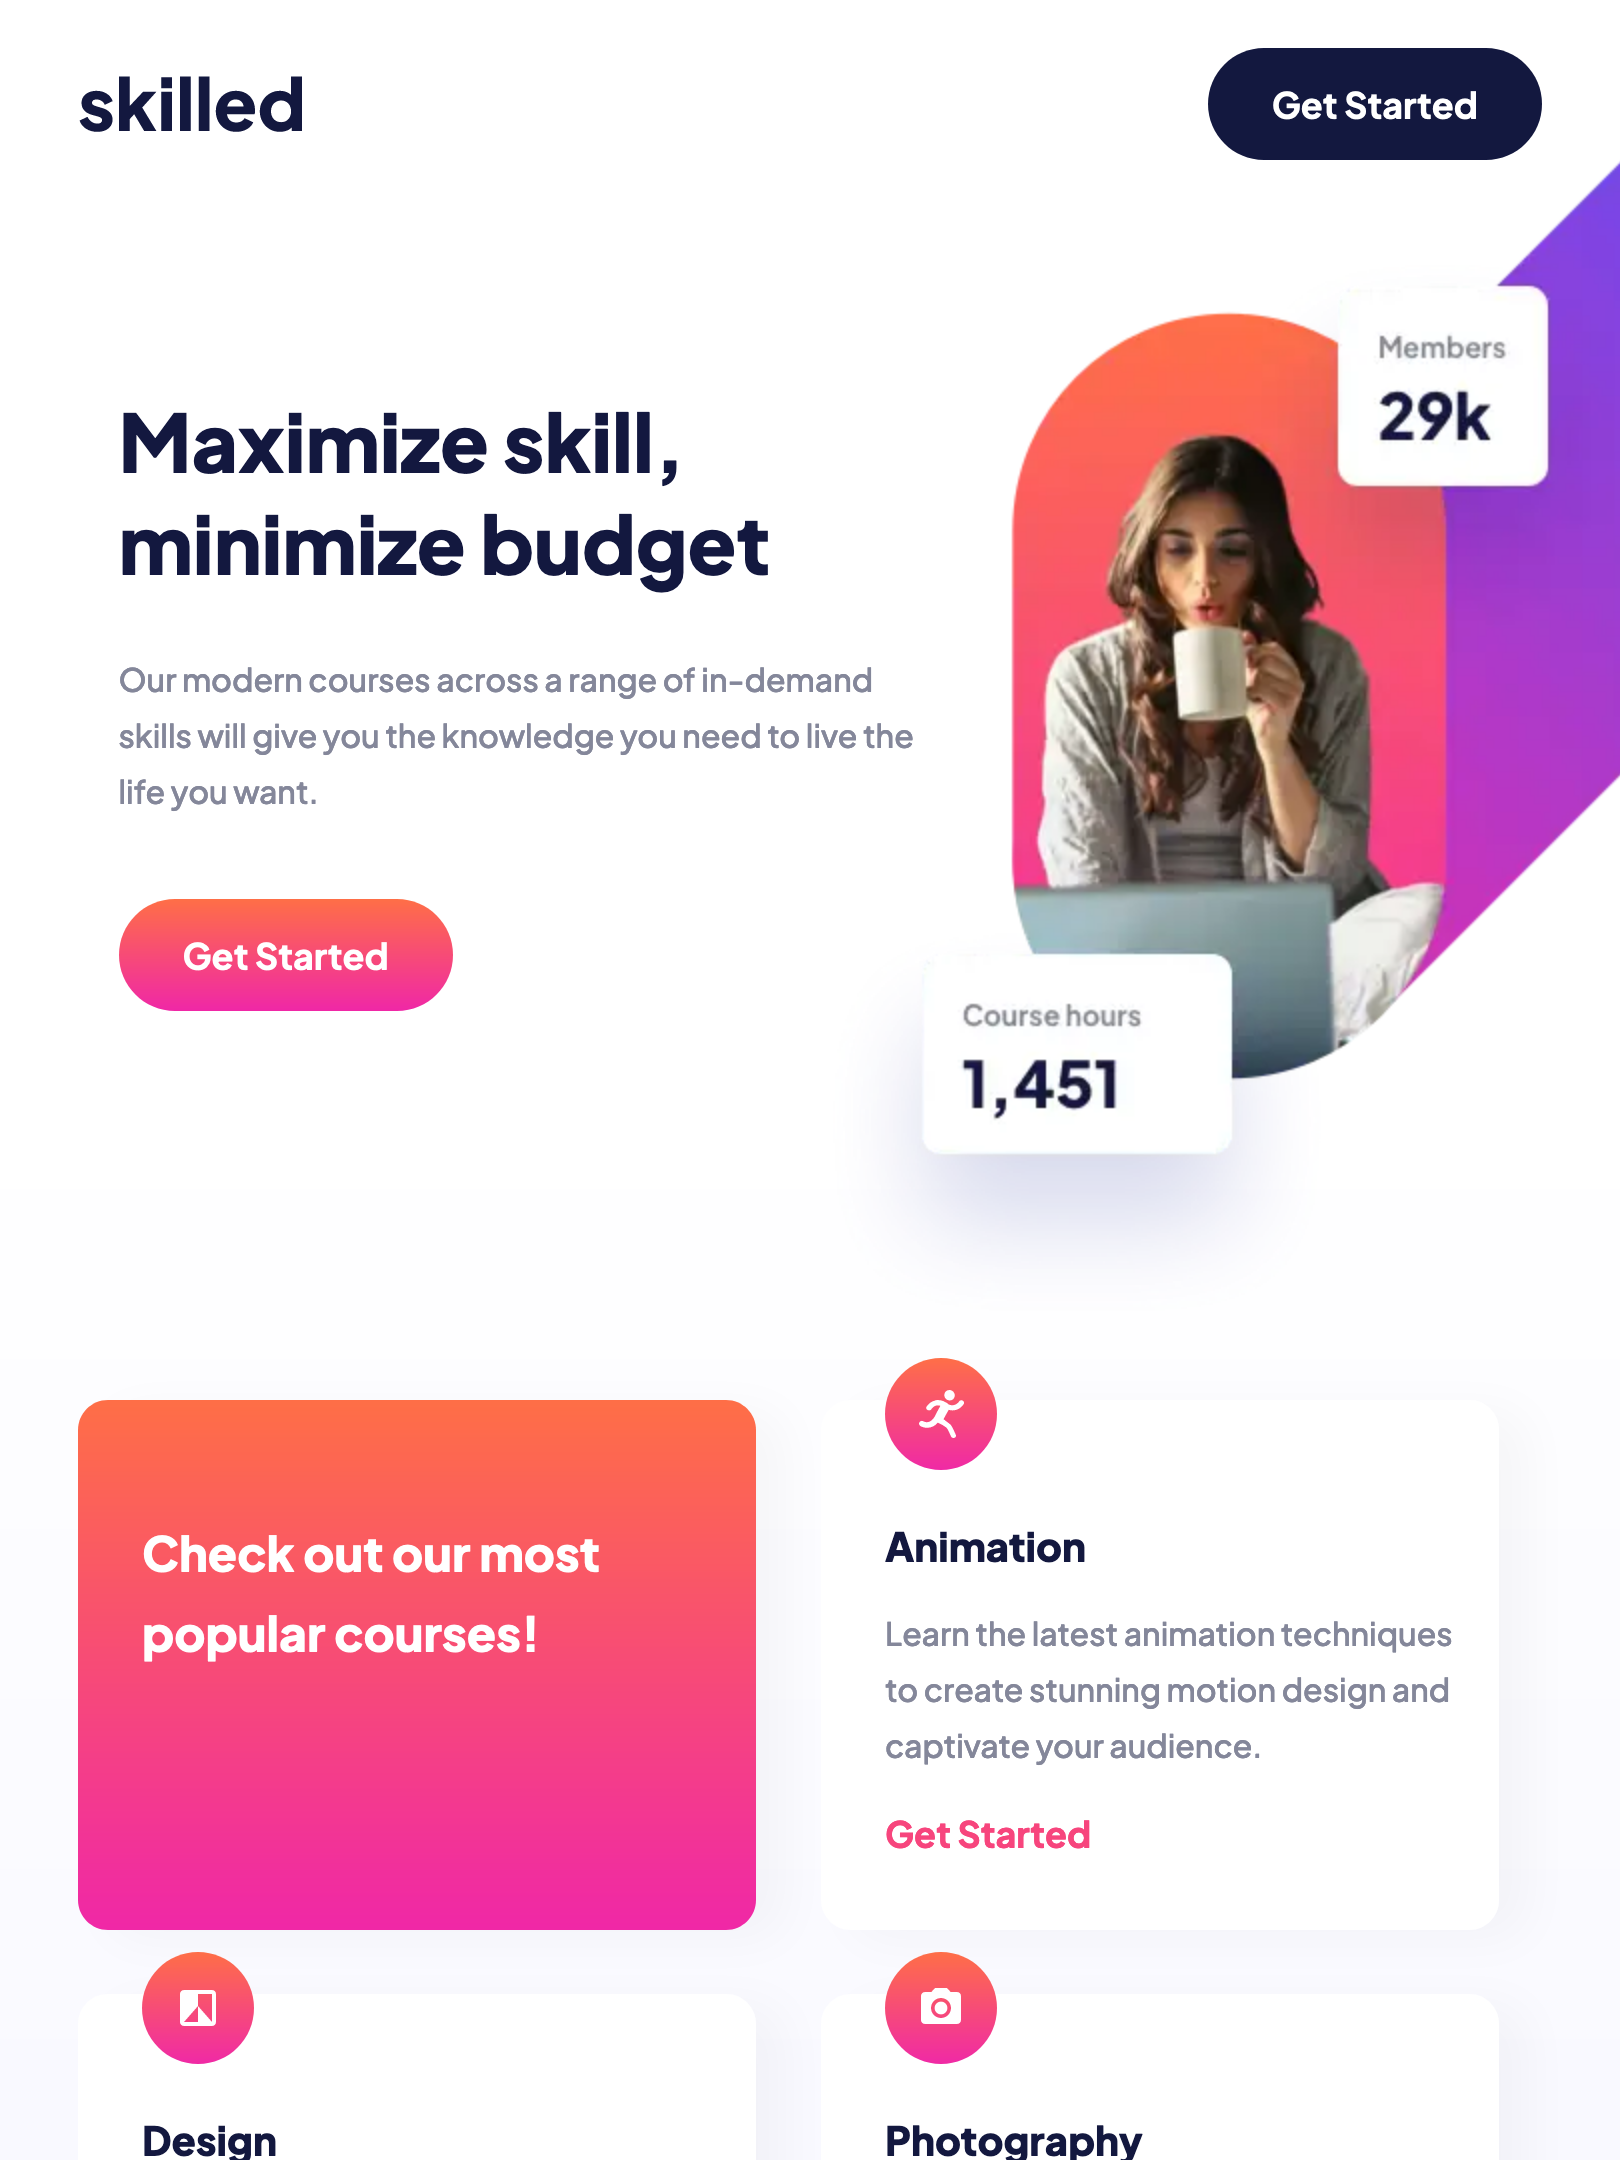 skilled
Get Started
Members
29k
Maximize skill,
minimize budget
Our modern courses across a range of in-demand
skills will give you the knowledge you need to live the
life you want.
Get Started
Course hours
1,451
Check out our most
popular courses!
Animation
Learn the latest animation techniques
to create stunning motion design and
captivate your audience.
Get Started
Design
Photography